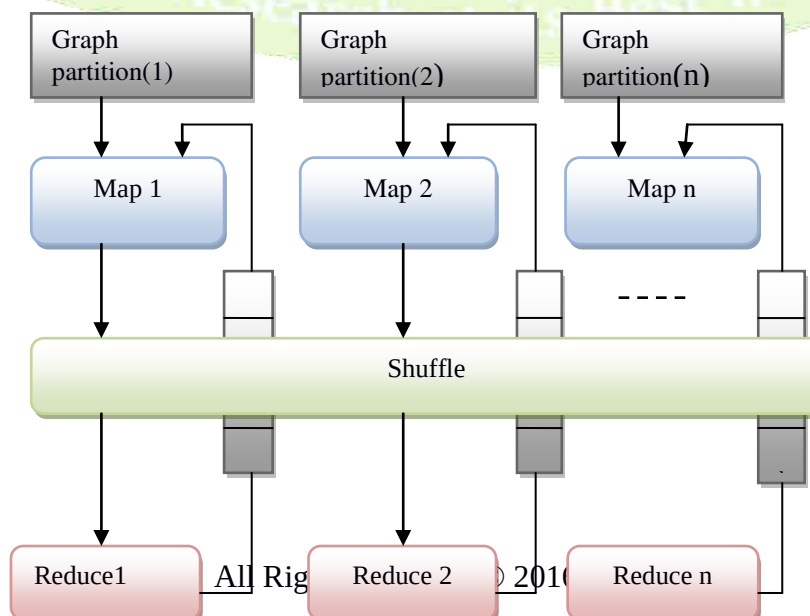 Graph
partition(1)
Graph
partition(2)
Graph
partition(n)
Map 1
Map 2
Map n
----
Shuffle
Reduce1
All Rig
Reduce 2
2016
Reduce n